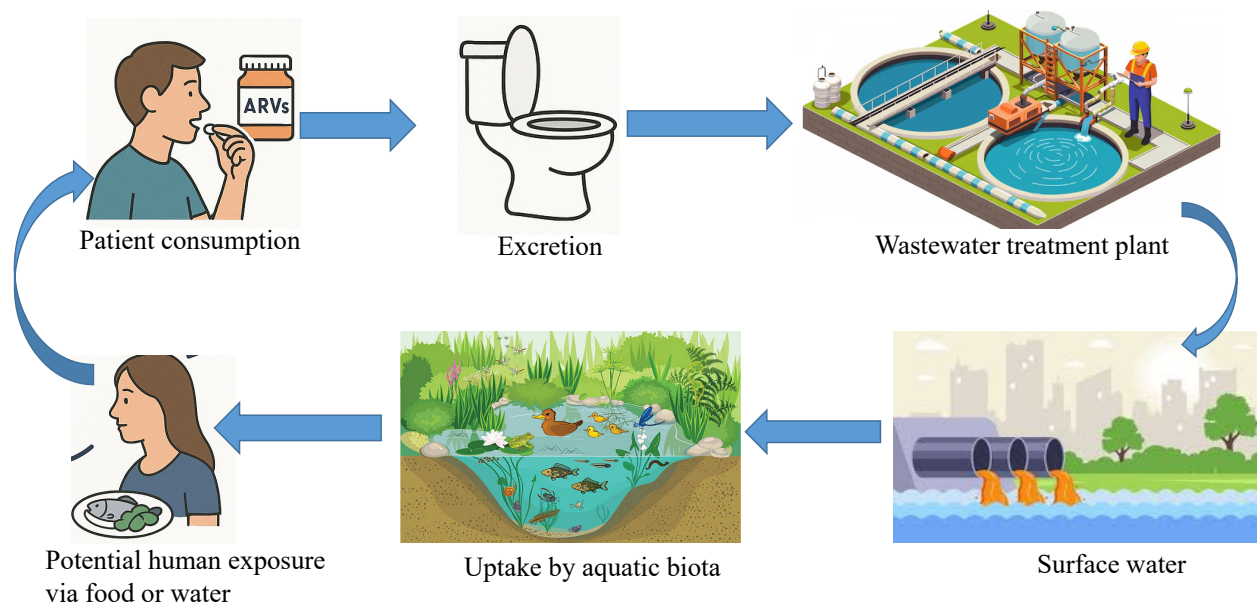 ARVs
Patient consumption
Excretion
Wastewater treatment plant
Potential human exposure
via food or water
Uptake by aquatic biota
Surface water